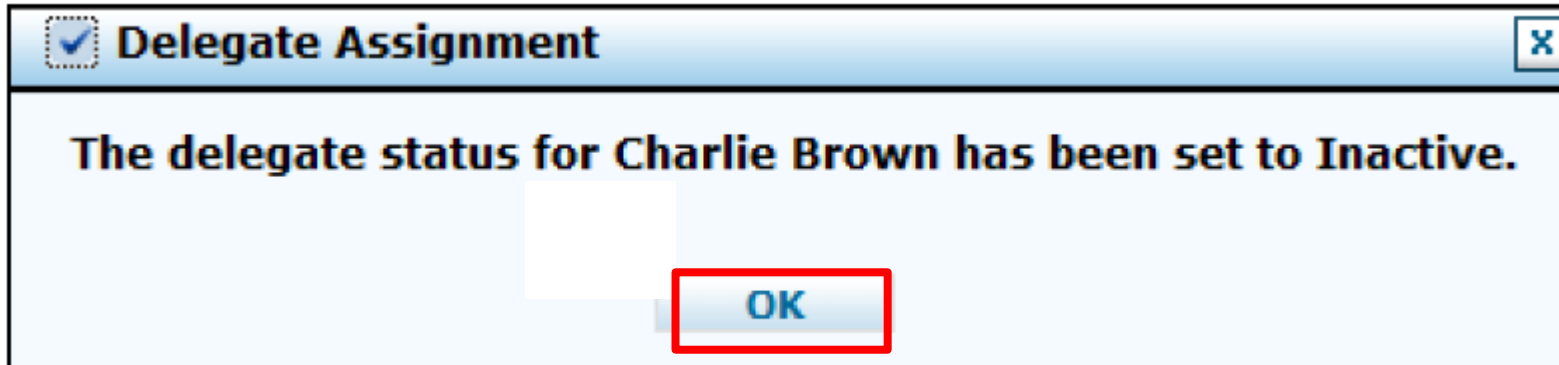 Delegate Assignment
X
The delegate status for Charlie Brown has been set to Inactive.
OK